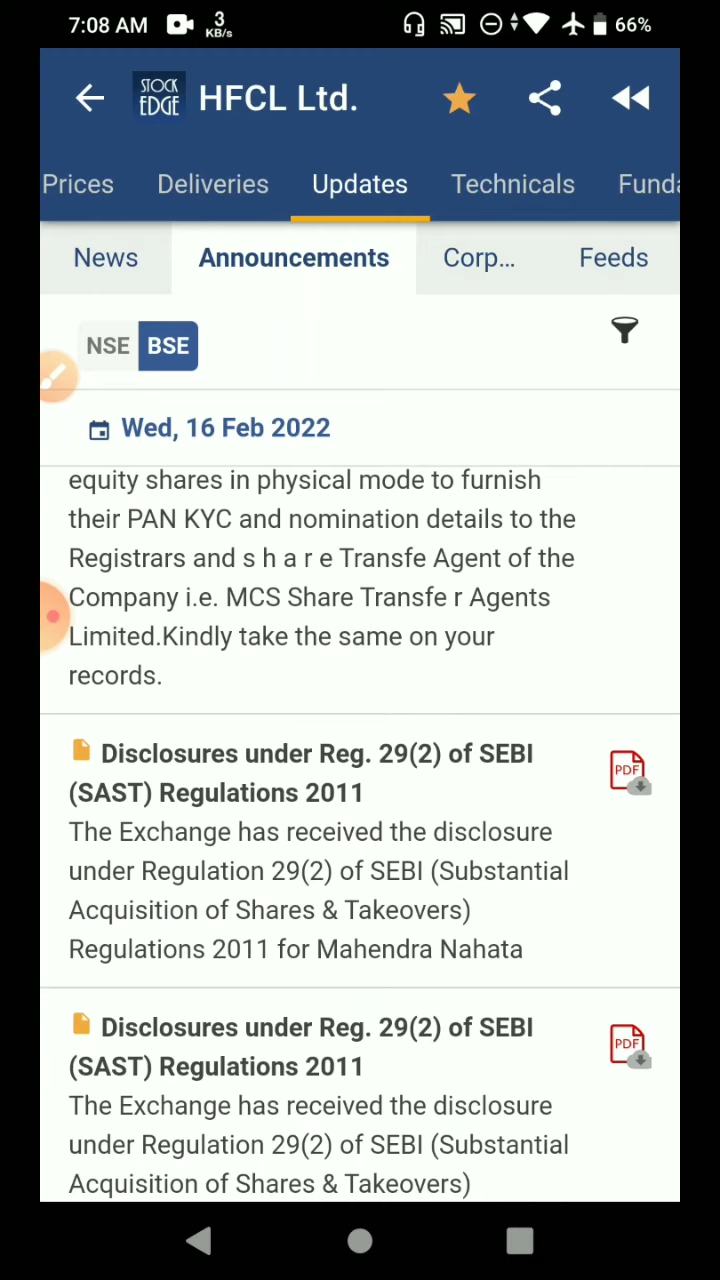 7:08 AM 3 KB/s 66%
STOCK EDGE HFCL Ltd.
Prices Deliveries Updates Technicals Funda
News Announcements Corp... Feeds
NSE BSE
Wed, 16 Feb 2022
equity shares in physical mode to furnish
their PAN KYC and nomination details to the
Registrars and s h a r e Transfe Agent of the
Company i.e. MCS Share Transfe r Agents
Limited.Kindly take the same on your
records.
Disclosures under Reg. 29(2) of SEBI
(SAST) Regulations 2011
PDF
The Exchange has received the disclosure
under Regulation 29(2) of SEBI (Substantial
Acquisition of Shares & Takeovers)
Regulations 2011 for Mahendra Nahata
Disclosures under Reg. 29(2) of SEBI
(SAST) Regulations 2011
PDF
The Exchange has received the disclosure
under Regulation 29(2) of SEBI (Substantial
Acquisition of Shares & Takeovers)